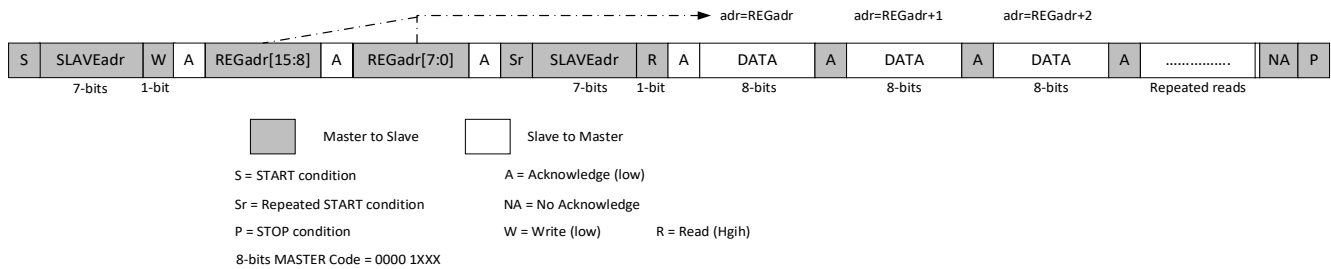 adr=REGadr adr=REGadr+1 adr=REGadr+2
S SLAVEadr W A REGadr[15:8] A REGadr[7:0] A Sr SLAVEadr R A DATA A DATA A DATA A ............... NA P
7-bits 1-bit 7-bits 1-bit 8-bits 8-bits 8-bits Repeated reads
Master to Slave Slave to Master
S = START condition A = Acknowledge (low)
Sr = Repeated START condition NA = No Acknowledge
P = STOP condition W = Write (low) R = Read (Hgih)
8-bits MASTER Code = 0000 1XXX